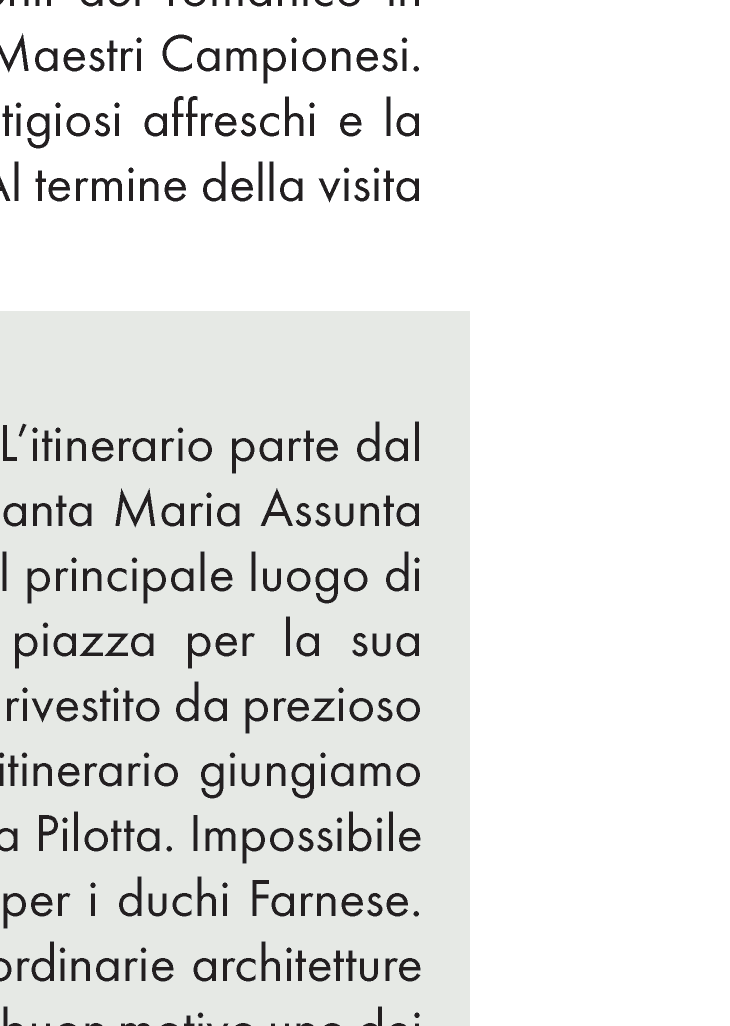 Maestri Campionesi.
tigiosi affreschi e la
Al termine della visita
L’itinerario parte dal
anta Maria Assunta
l principale luogo di
piazza per la sua
rivestito da prezioso
itinerario giungiamo
a Pilotta. Impossibile
per i duchi Farnese.
ordinarie architetture